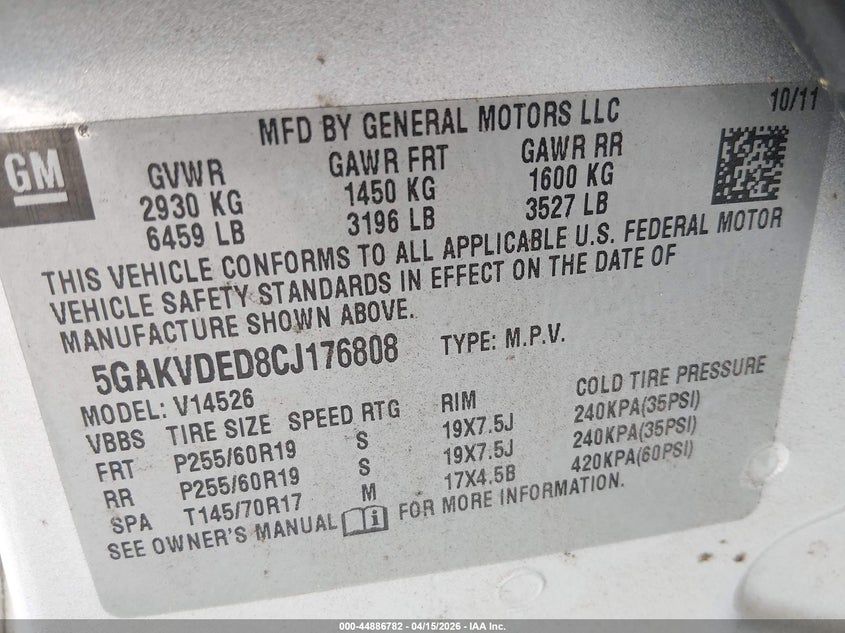 10/11
MFD BY GENERAL MOTORS LLC
GM ®
GVWR GAWR FRT GAWR RR
2930 KG 1450 KG 1600 KG
6459 LB 3196 LB 3527 LB
THIS VEHICLE CONFORMS TO ALL APPLICABLE U.S. FEDERAL MOTOR
VEHICLE SAFETY STANDARDS IN EFFECT ON THE DATE OF
MANUFACTURE SHOWN ABOVE.
5GAKVDED8CJ176808 TYPE: M.P.V.
MODEL: V14526
VBBS TIRE SIZE SPEED RTG RIM COLD TIRE PRESSURE
FRT P255/60R19 S 19X7.5J 240KPA(35PSI)
RR P255/60R19 S 19X7.5J 240KPA(35PSI)
SPA T145/70R17 M 17X4.5B 420KPA(60PSI)
SEE OWNER'S MANUAL i FOR MORE INFORMATION.
000-44886782 - 04/15/2026 - IAA Inc.